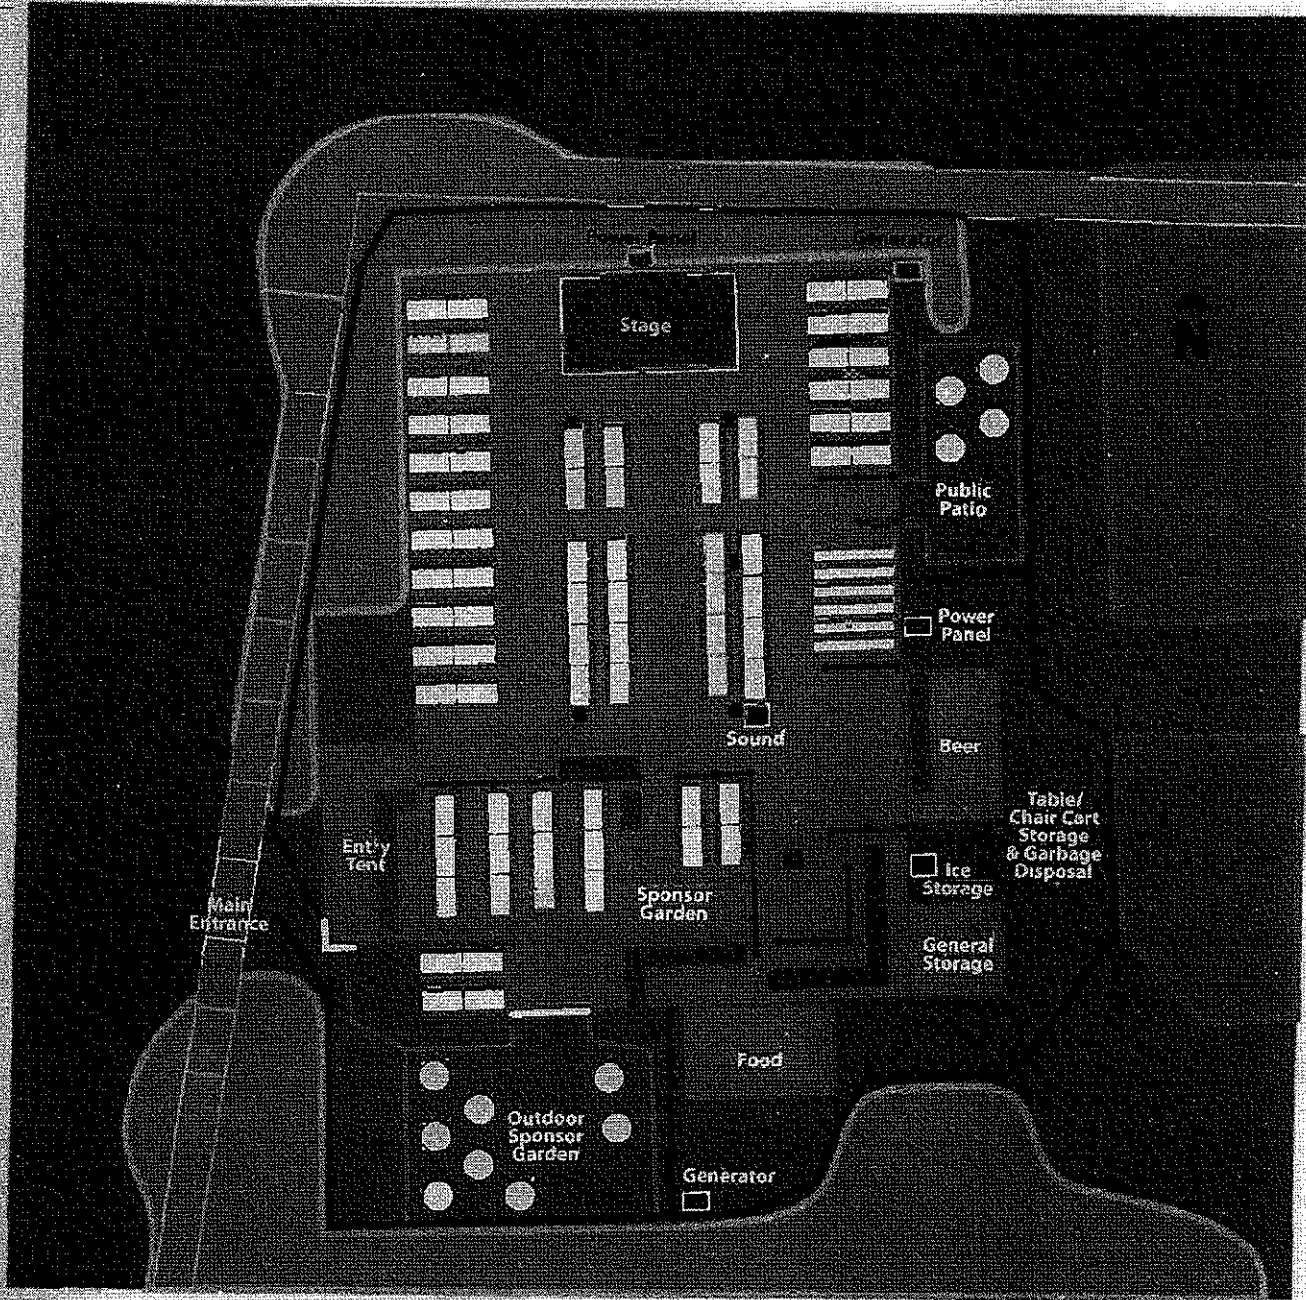 Stage
Public
Patio
Power
Panel
Sound
Beer
Table/
Chair Cart
Storage
& Garbage
Disposal
Entry
Tent
Ice
Storage
Sponsor
Garden
Main
Entrance
General
Storage
Food
Outdoor
Sponsor
Garden
Generator